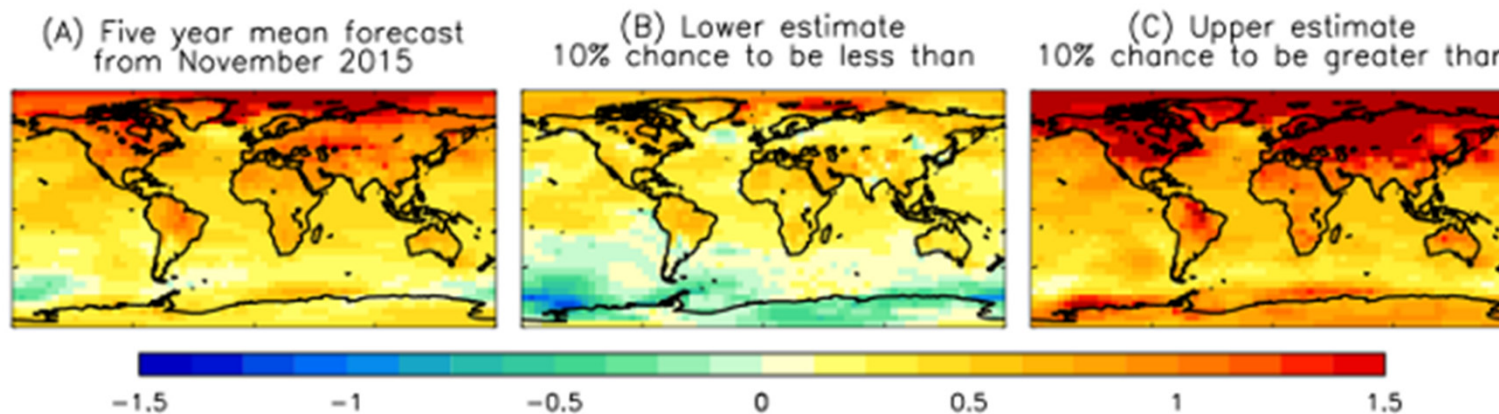 (A) Five year mean forecast
from November 2015
(B) Lower estimate
10% chance to be less than
(C) Upper estimate
10% chance to be greater than
-1.5 -1 -0.5 0 0.5 1 1.5